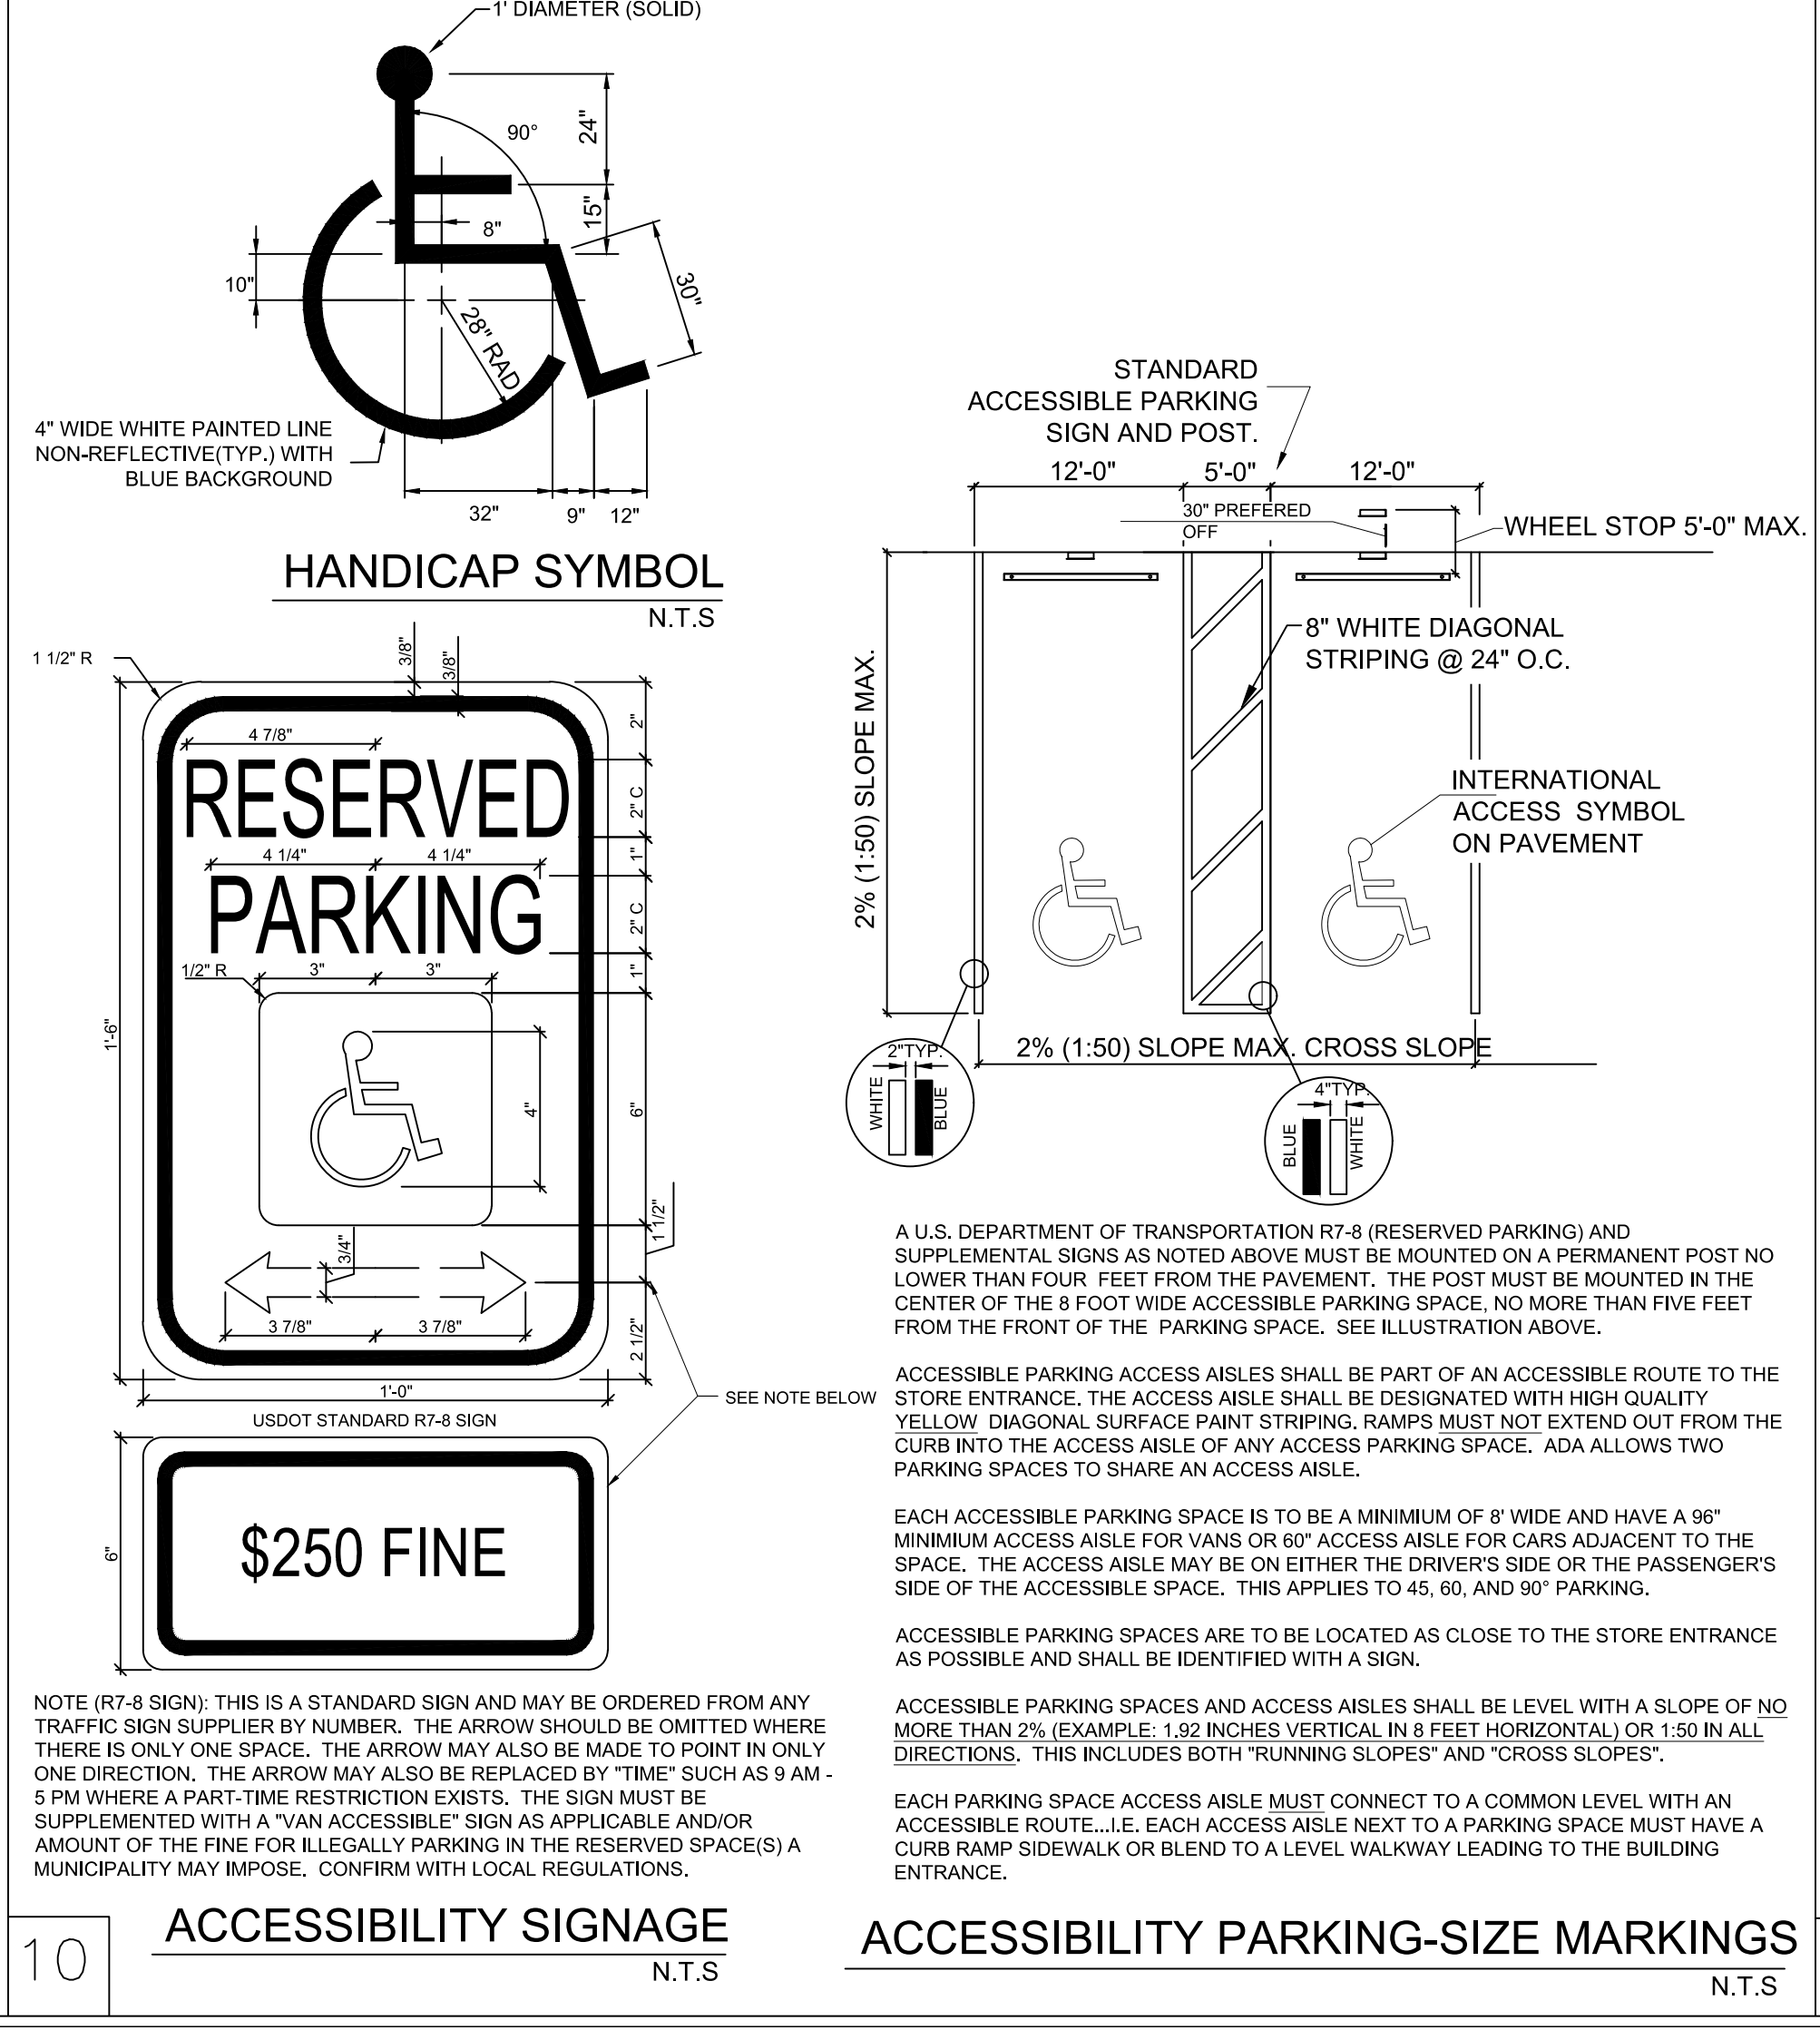 1' DIAMETER (SOLID)
90°
24"
15"
8"
10"
30"
28" RAD
4" WIDE WHITE PAINTED LINE
NON-REFLECTIVE(TYP.) WITH
BLUE BACKGROUND
32"
9"
12"
HANDICAP SYMBOL
N.T.S
1 1/2" R
3/8"
3/8"
4 7/8"
2"
RESERVED
2" C
4 1/4"
4 1/4"
1"
PARKING
2" C
1/2" R
3"
3"
1"
1'-6"
4"
6"
3/4"
1 1/2"
3 7/8"
3 7/8"
2 1/2"
1'-0"
SEE NOTE BELOW
USDOT STANDARD R7-8 SIGN
6"
$250 FINE
NOTE (R7-8 SIGN): THIS IS A STANDARD SIGN AND MAY BE ORDERED FROM ANY
TRAFFIC SIGN SUPPLIER BY NUMBER. THE ARROW SHOULD BE OMITTED WHERE
THERE IS ONLY ONE SPACE. THE ARROW MAY ALSO BE MADE TO POINT IN ONLY
ONE DIRECTION. THE ARROW MAY ALSO BE REPLACED BY "TIME" SUCH AS 9 AM -
5 PM WHERE A PART-TIME RESTRICTION EXISTS. THE SIGN MUST BE
SUPPLEMENTED WITH A "VAN ACCESSIBLE" SIGN AS APPLICABLE AND/OR
AMOUNT OF THE FINE FOR ILLEGALLY PARKING IN THE RESERVED SPACE(S) A
MUNICIPALITY MAY IMPOSE. CONFIRM WITH LOCAL REGULATIONS.
10
ACCESSIBILITY SIGNAGE
N.T.S
STANDARD
ACCESSIBLE PARKING
SIGN AND POST.
12'-0"
5'-0"
12'-0"
30" PREFERED
OFF
WHEEL STOP 5'-0" MAX.
8" WHITE DIAGONAL
STRIPING @ 24" O.C.
2% (1:50) SLOPE MAX.
INTERNATIONAL
ACCESS SYMBOL
ON PAVEMENT
2% (1:50) SLOPE MAX. CROSS SLOPE
2"TYP.
WHITE
BLUE
4"TYP.
BLUE
WHITE
A U.S. DEPARTMENT OF TRANSPORTATION R7-8 (RESERVED PARKING) AND
SUPPLEMENTAL SIGNS AS NOTED ABOVE MUST BE MOUNTED ON A PERMANENT POST NO
LOWER THAN FOUR FEET FROM THE PAVEMENT. THE POST MUST BE MOUNTED IN THE
CENTER OF THE 8 FOOT WIDE ACCESSIBLE PARKING SPACE, NO MORE THAN FIVE FEET
FROM THE FRONT OF THE PARKING SPACE. SEE ILLUSTRATION ABOVE.
ACCESSIBLE PARKING ACCESS AISLES SHALL BE PART OF AN ACCESSIBLE ROUTE TO THE
STORE ENTRANCE. THE ACCESS AISLE SHALL BE DESIGNATED WITH HIGH QUALITY
YELLOW DIAGONAL SURFACE PAINT STRIPING. RAMPS MUST NOT EXTEND OUT FROM THE
CURB INTO THE ACCESS AISLE OF ANY ACCESS PARKING SPACE. ADA ALLOWS TWO
PARKING SPACES TO SHARE AN ACCESS AISLE.
EACH ACCESSIBLE PARKING SPACE IS TO BE A MINIMIUM OF 8' WIDE AND HAVE A 96"
MINIMIUM ACCESS AISLE FOR VANS OR 60" ACCESS AISLE FOR CARS ADJACENT TO THE
SPACE. THE ACCESS AISLE MAY BE ON EITHER THE DRIVER'S SIDE OR THE PASSENGER'S
SIDE OF THE ACCESSIBLE SPACE. THIS APPLIES TO 45, 60, AND 90° PARKING.
ACCESSIBLE PARKING SPACES ARE TO BE LOCATED AS CLOSE TO THE STORE ENTRANCE
AS POSSIBLE AND SHALL BE IDENTIFIED WITH A SIGN.
ACCESSIBLE PARKING SPACES AND ACCESS AISLES SHALL BE LEVEL WITH A SLOPE OF NO
MORE THAN 2% (EXAMPLE: 1.92 INCHES VERTICAL IN 8 FEET HORIZONTAL) OR 1:50 IN ALL
DIRECTIONS. THIS INCLUDES BOTH "RUNNING SLOPES" AND "CROSS SLOPES".
EACH PARKING SPACE ACCESS AISLE MUST CONNECT TO A COMMON LEVEL WITH AN
ACCESSIBLE ROUTE...I.E. EACH ACCESS AISLE NEXT TO A PARKING SPACE MUST HAVE A
CURB RAMP SIDEWALK OR BLEND TO A LEVEL WALKWAY LEADING TO THE BUILDING
ENTRANCE.
ACCESSIBILITY PARKING-SIZE MARKINGS
N.T.S